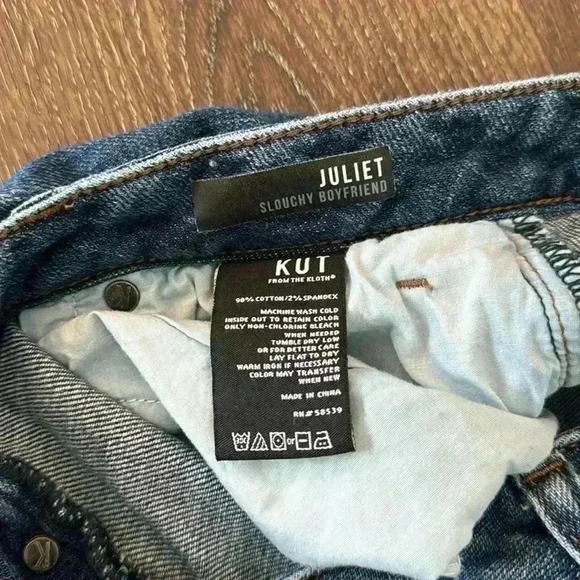 JULIET
SLOUCHY BOYFRIEND
KUT
FROM THE KLOTH®
98% COTTON/2% SPANDEX
MACHINE WASH COLD
INSIDE OUT TO RETAIN COLOR
ONLY NON-CHLORINE BLEACH
WHEN NEEDED
TUMBLE DRY LOW
OR FOR BETTER CARE
LAY FLAT TO DRY
WARM IRON IF NECESSARY
COLOR MAY TRANSFER
WHEN NEW
MADE IN CHINA
RN# 58539
or
K
K